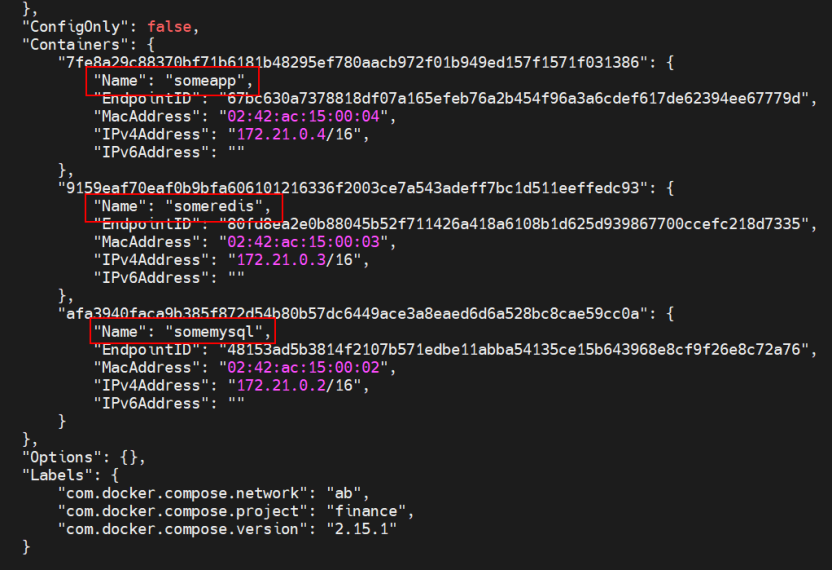 },
"ConfigOnly": false,
"Containers": {
"7fe8a29c88370bf71b6181b48295ef780aacb972f01b949ed157f1571f031386": {
"Name": "someapp",
"EndpointID": "67bc630a7378818df07a165efeb76a2b454f96a3a6cdef617de62394ee67779d",
"MacAddress": "02:42:ac:15:00:04",
"IPv4Address": "172.21.0.4/16",
"IPv6Address": ""
},
"9159eaf70eaf0b9bfa606101216336f2003ce7a543adeff7bc1d511eeffedc93": {
"Name": "someredis",
"EndpointID": "80fd8ea2e0b88045b52f711426a418a6108b1d625d939867700ccefc218d7335",
"MacAddress": "02:42:ac:15:00:03",
"IPv4Address": "172.21.0.3/16",
"IPv6Address": ""
},
"afa3940faca9b385f872d54b80b57dc6449ace3a8eaed6d6a528bc8cae59cc0a": {
"Name": "somemysql",
"EndpointID": "48153ad5b3814f2107b571edbe11abba54135ce15b643968e8cf9f26e8c72a76",
"MacAddress": "02:42:ac:15:00:02",
"IPv4Address": "172.21.0.2/16",
"IPv6Address": ""
}
},
"Options": {},
"Labels": {
"com.docker.compose.network": "ab",
"com.docker.compose.project": "finance",
"com.docker.compose.version": "2.15.1"
}